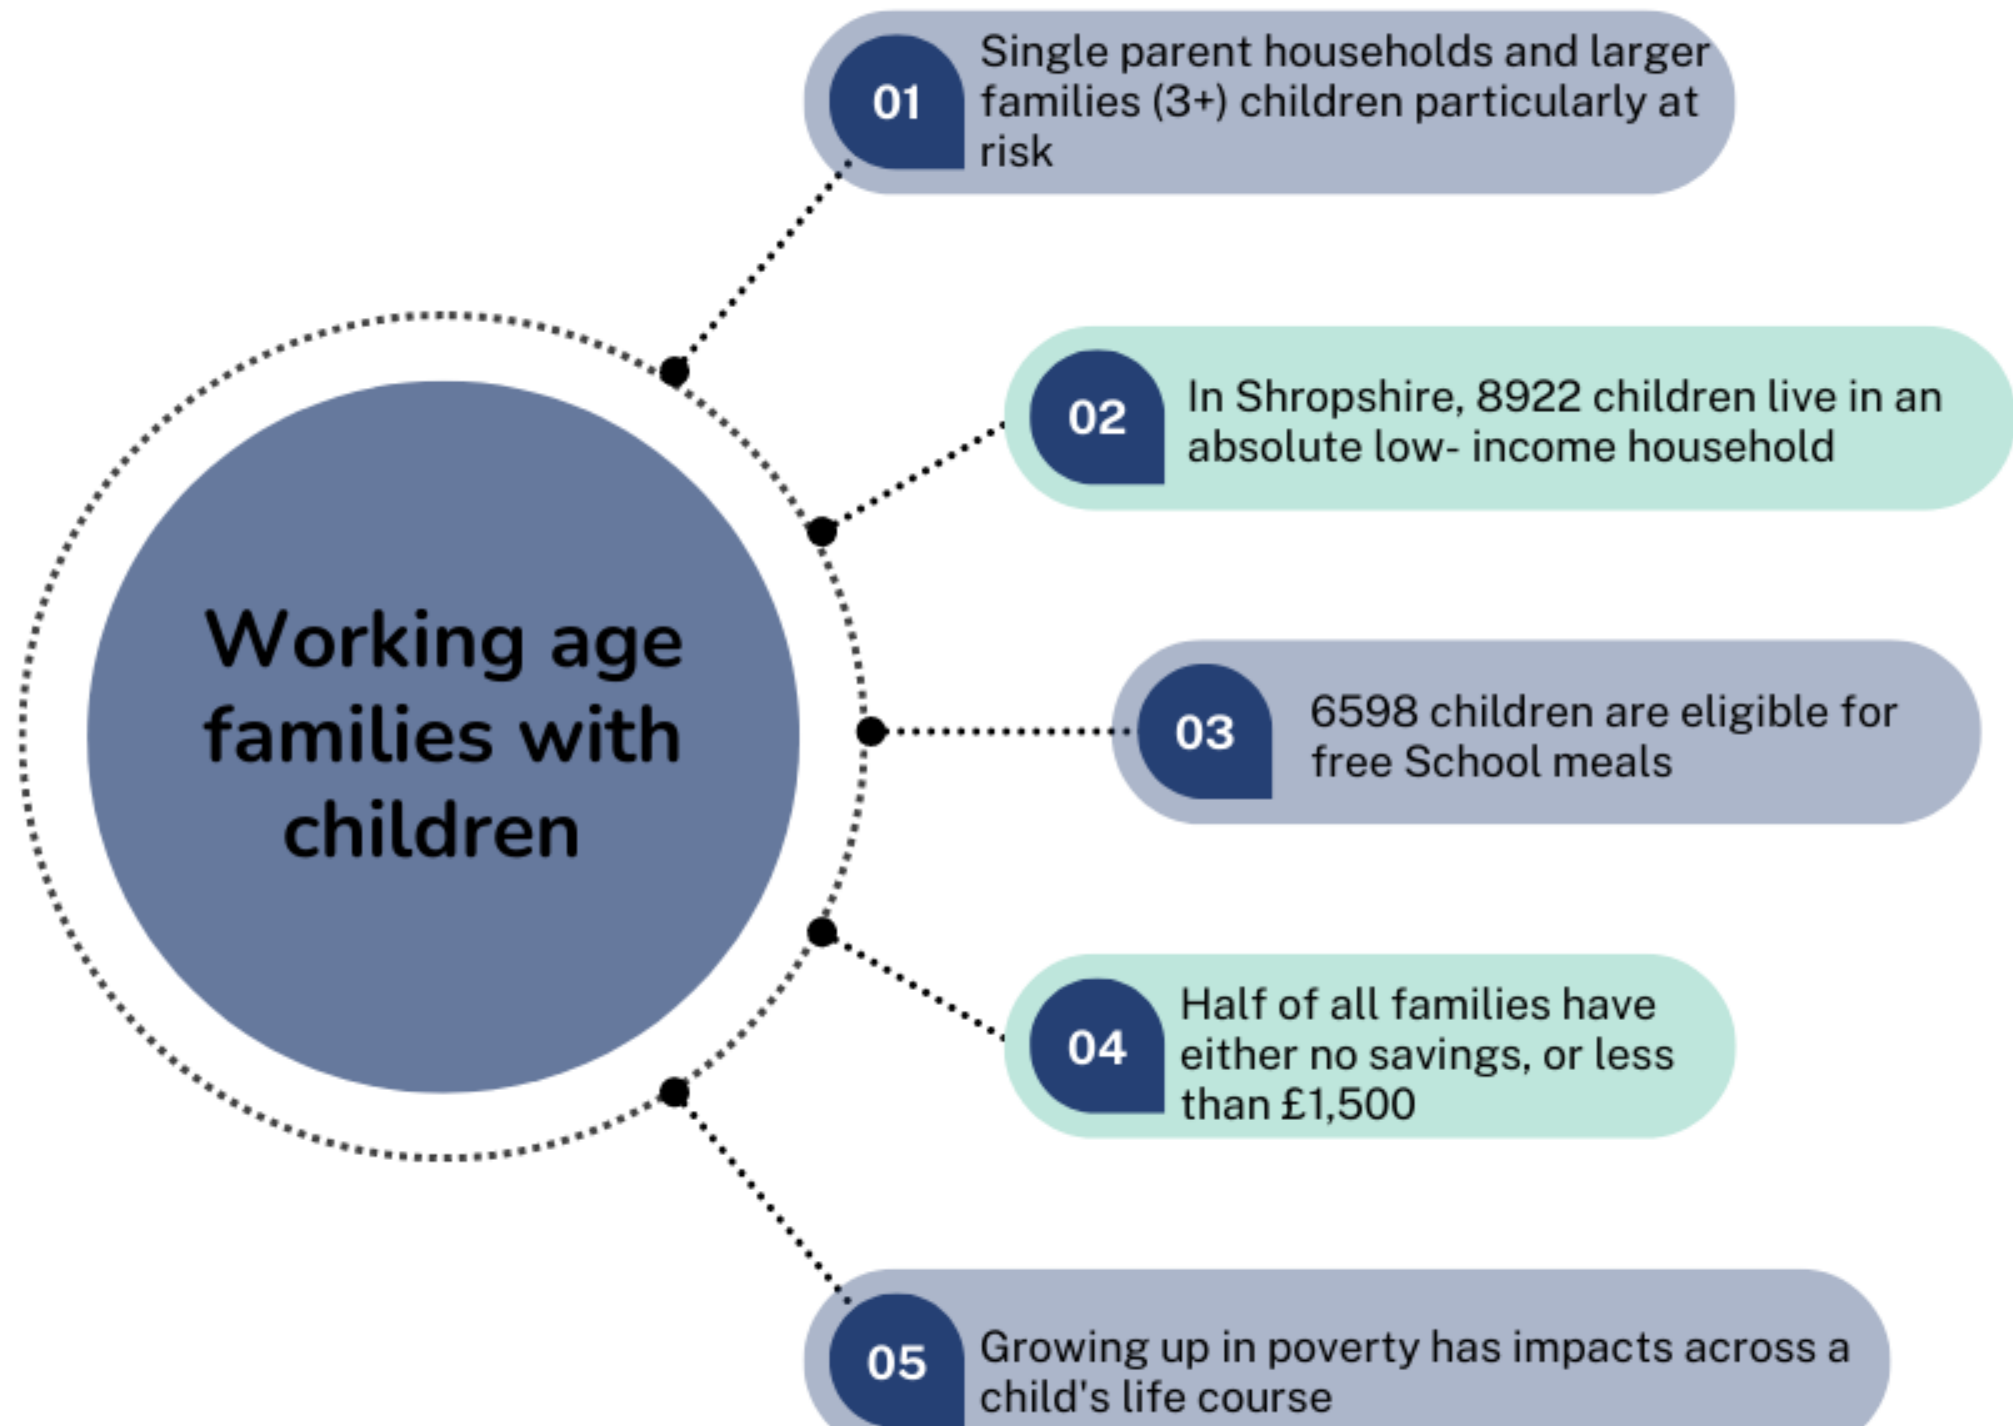 01
Single parent households and larger
families (3+) children particularly at
risk
02
In Shropshire, 8922 children live in an
absolute low- income household
Working age
families with
children
03
6598 children are eligible for
free School meals
04
Half of all families have
either no savings, or less
than £1,500
05
Growing up in poverty has impacts across a
child's life course